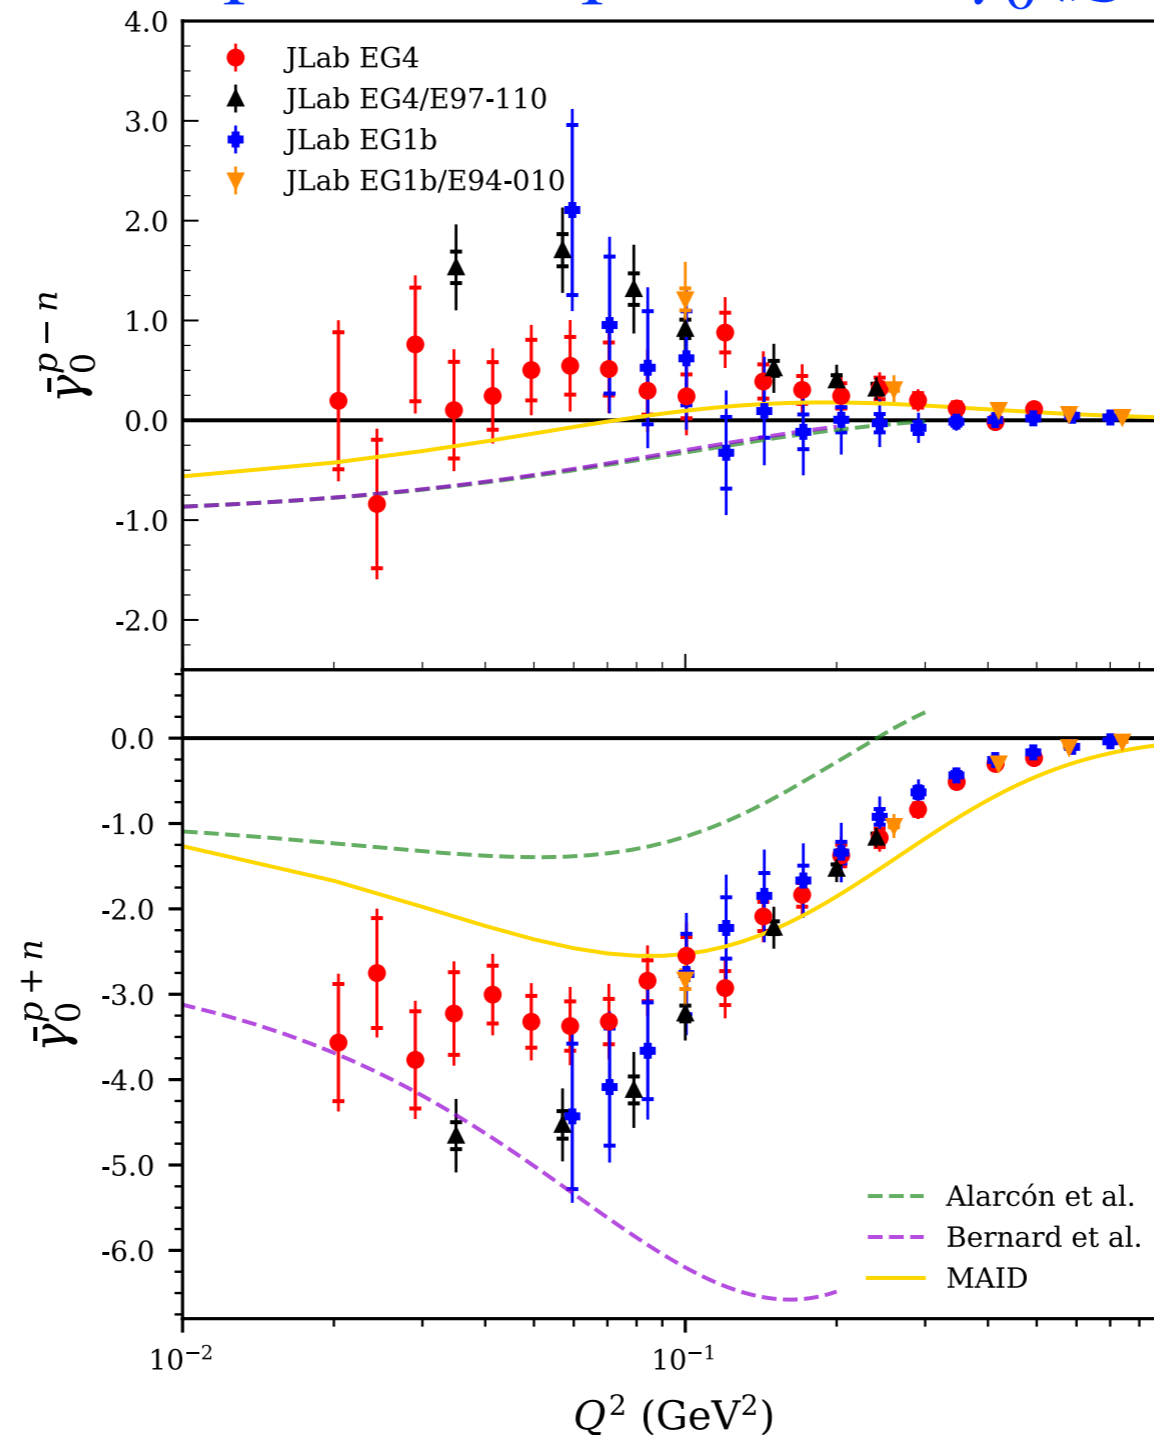 4.0
JLab EG4
JLab EG4/E97-110
JLab EG1b
JLab EG1b/E94-010
3.0
2.0
1.0
0.0
-1.0
-2.0
γ̄₀^{p−n}
0.0
-1.0
-2.0
-3.0
-4.0
-5.0
-6.0
γ̄₀^{p+n}
Alarcón et al.
Bernard et al.
MAID
10⁻² 10⁻¹
Q² (GeV²)